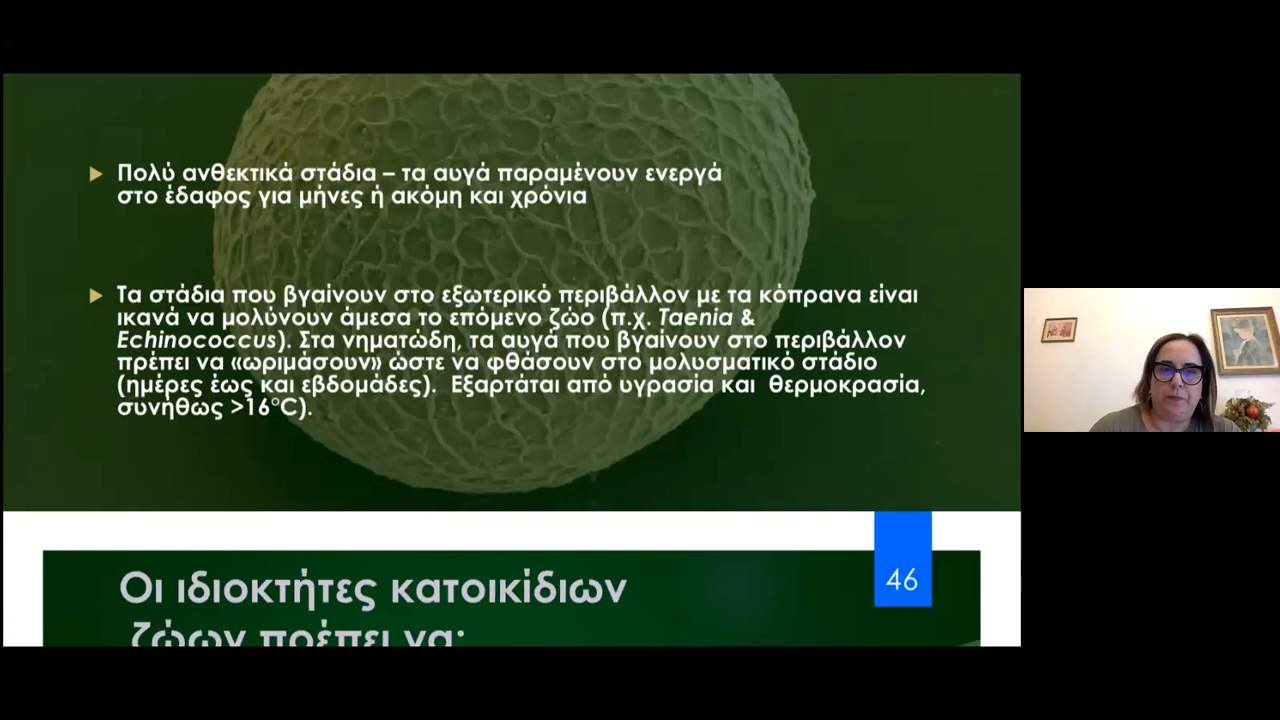 Πολύ ανθεκτικά στάδια – τα αυγά παραμένουν ενεργά
στο έδαφος για μήνες ή ακόμη και χρόνια
Τα στάδια που βγαίνουν στο εξωτερικό περιβάλλον με τα κόπρανα είναι
ικανά να μολύνουν άμεσα το επόμενο ζώο (π.χ. Taenia &
Echinococcus). Στα νηματώδη, τα αυγά που βγαίνουν στο περιβάλλον
πρέπει να «ωριμάσουν» ώστε να φθάσουν στο μολυσματικό στάδιο
(ημέρες έως και εβδομάδες). Εξαρτάται από υγρασία και θερμοκρασία,
συνήθως >16°C).
46
Οι ιδιοκτήτες κατοικίδιων
ζώων πρέπει να: